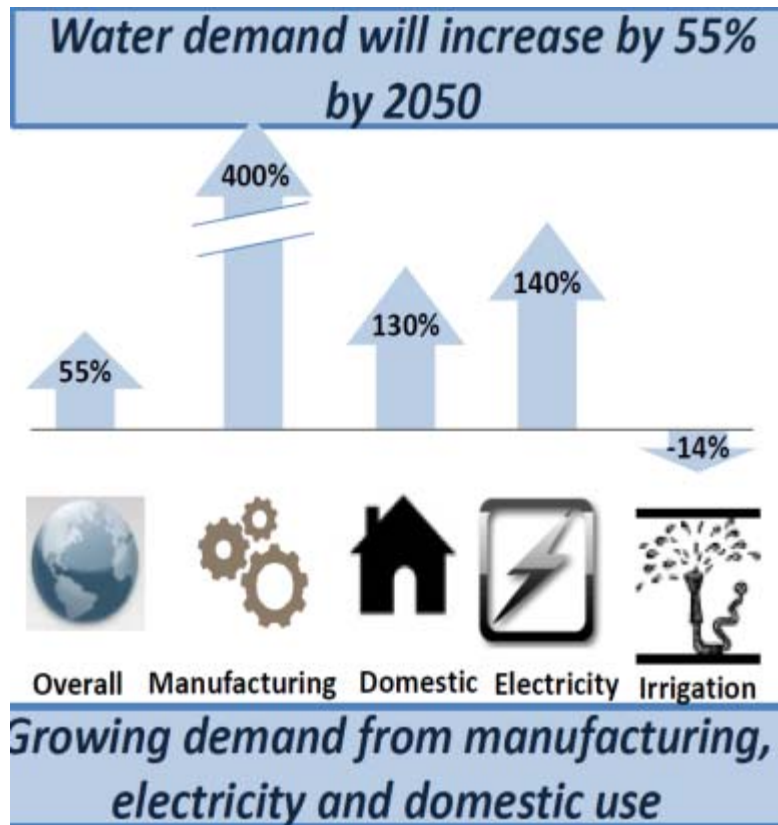 Water demand will increase by 55%
by 2050
400%
140%
130%
55%
-14%
Overall Manufacturing Domestic Electricity Irrigation
Growing demand from manufacturing,
electricity and domestic use